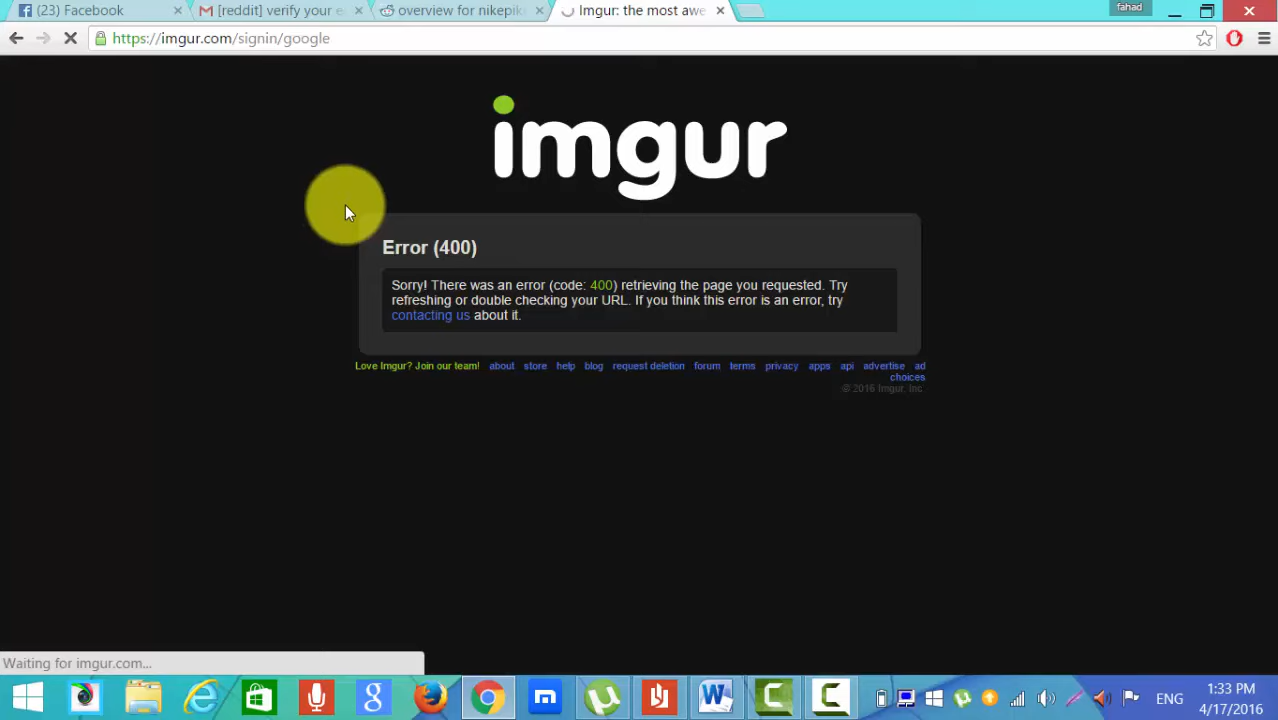 (23) Facebook
[reddit] verify your e
overview for nikepik
Imgur: the most awe
fahad
https://imgur.com/signin/google
imgur
Error (400)
Sorry! There was an error (code: 400) retrieving the page you requested. Try
refreshing or double checking your URL. If you think this error is an error, try
contacting us about it.
Love Imgur? Join our team! about store help blog request deletion forum terms privacy apps api advertise ad
choices
© 2016 Imgur, Inc
Waiting for imgur.com...
ENG
1:33 PM
4/17/2016